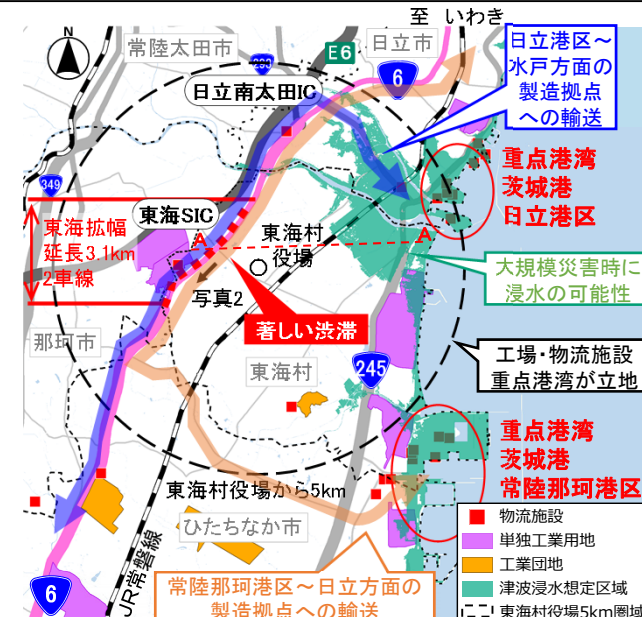 至 いわき
N
常陸太田市
E6
日立市
293
6
日立港区～
水戸方面の
製造拠点
への輸送
日立南太田IC
349
重点港湾
茨城港
日立港区
東海SIC
東海拡幅
延長3.1km
2車線
A
東海村
役場
A'
大規模災害時に
浸水の可能性
写真2
著しい渋滞
那珂市
工場・物流施設
重点港湾が立地
東海村
245
重点港湾
茨城港
常陸那珂港区
東海村役場から5km
ひたちなか市
JR常磐線
6
常陸那珂港区～日立方面の
製造拠点への輸送
物流施設
単独工業用地
工業団地
津波浸水想定区域
東海村役場5km圏域